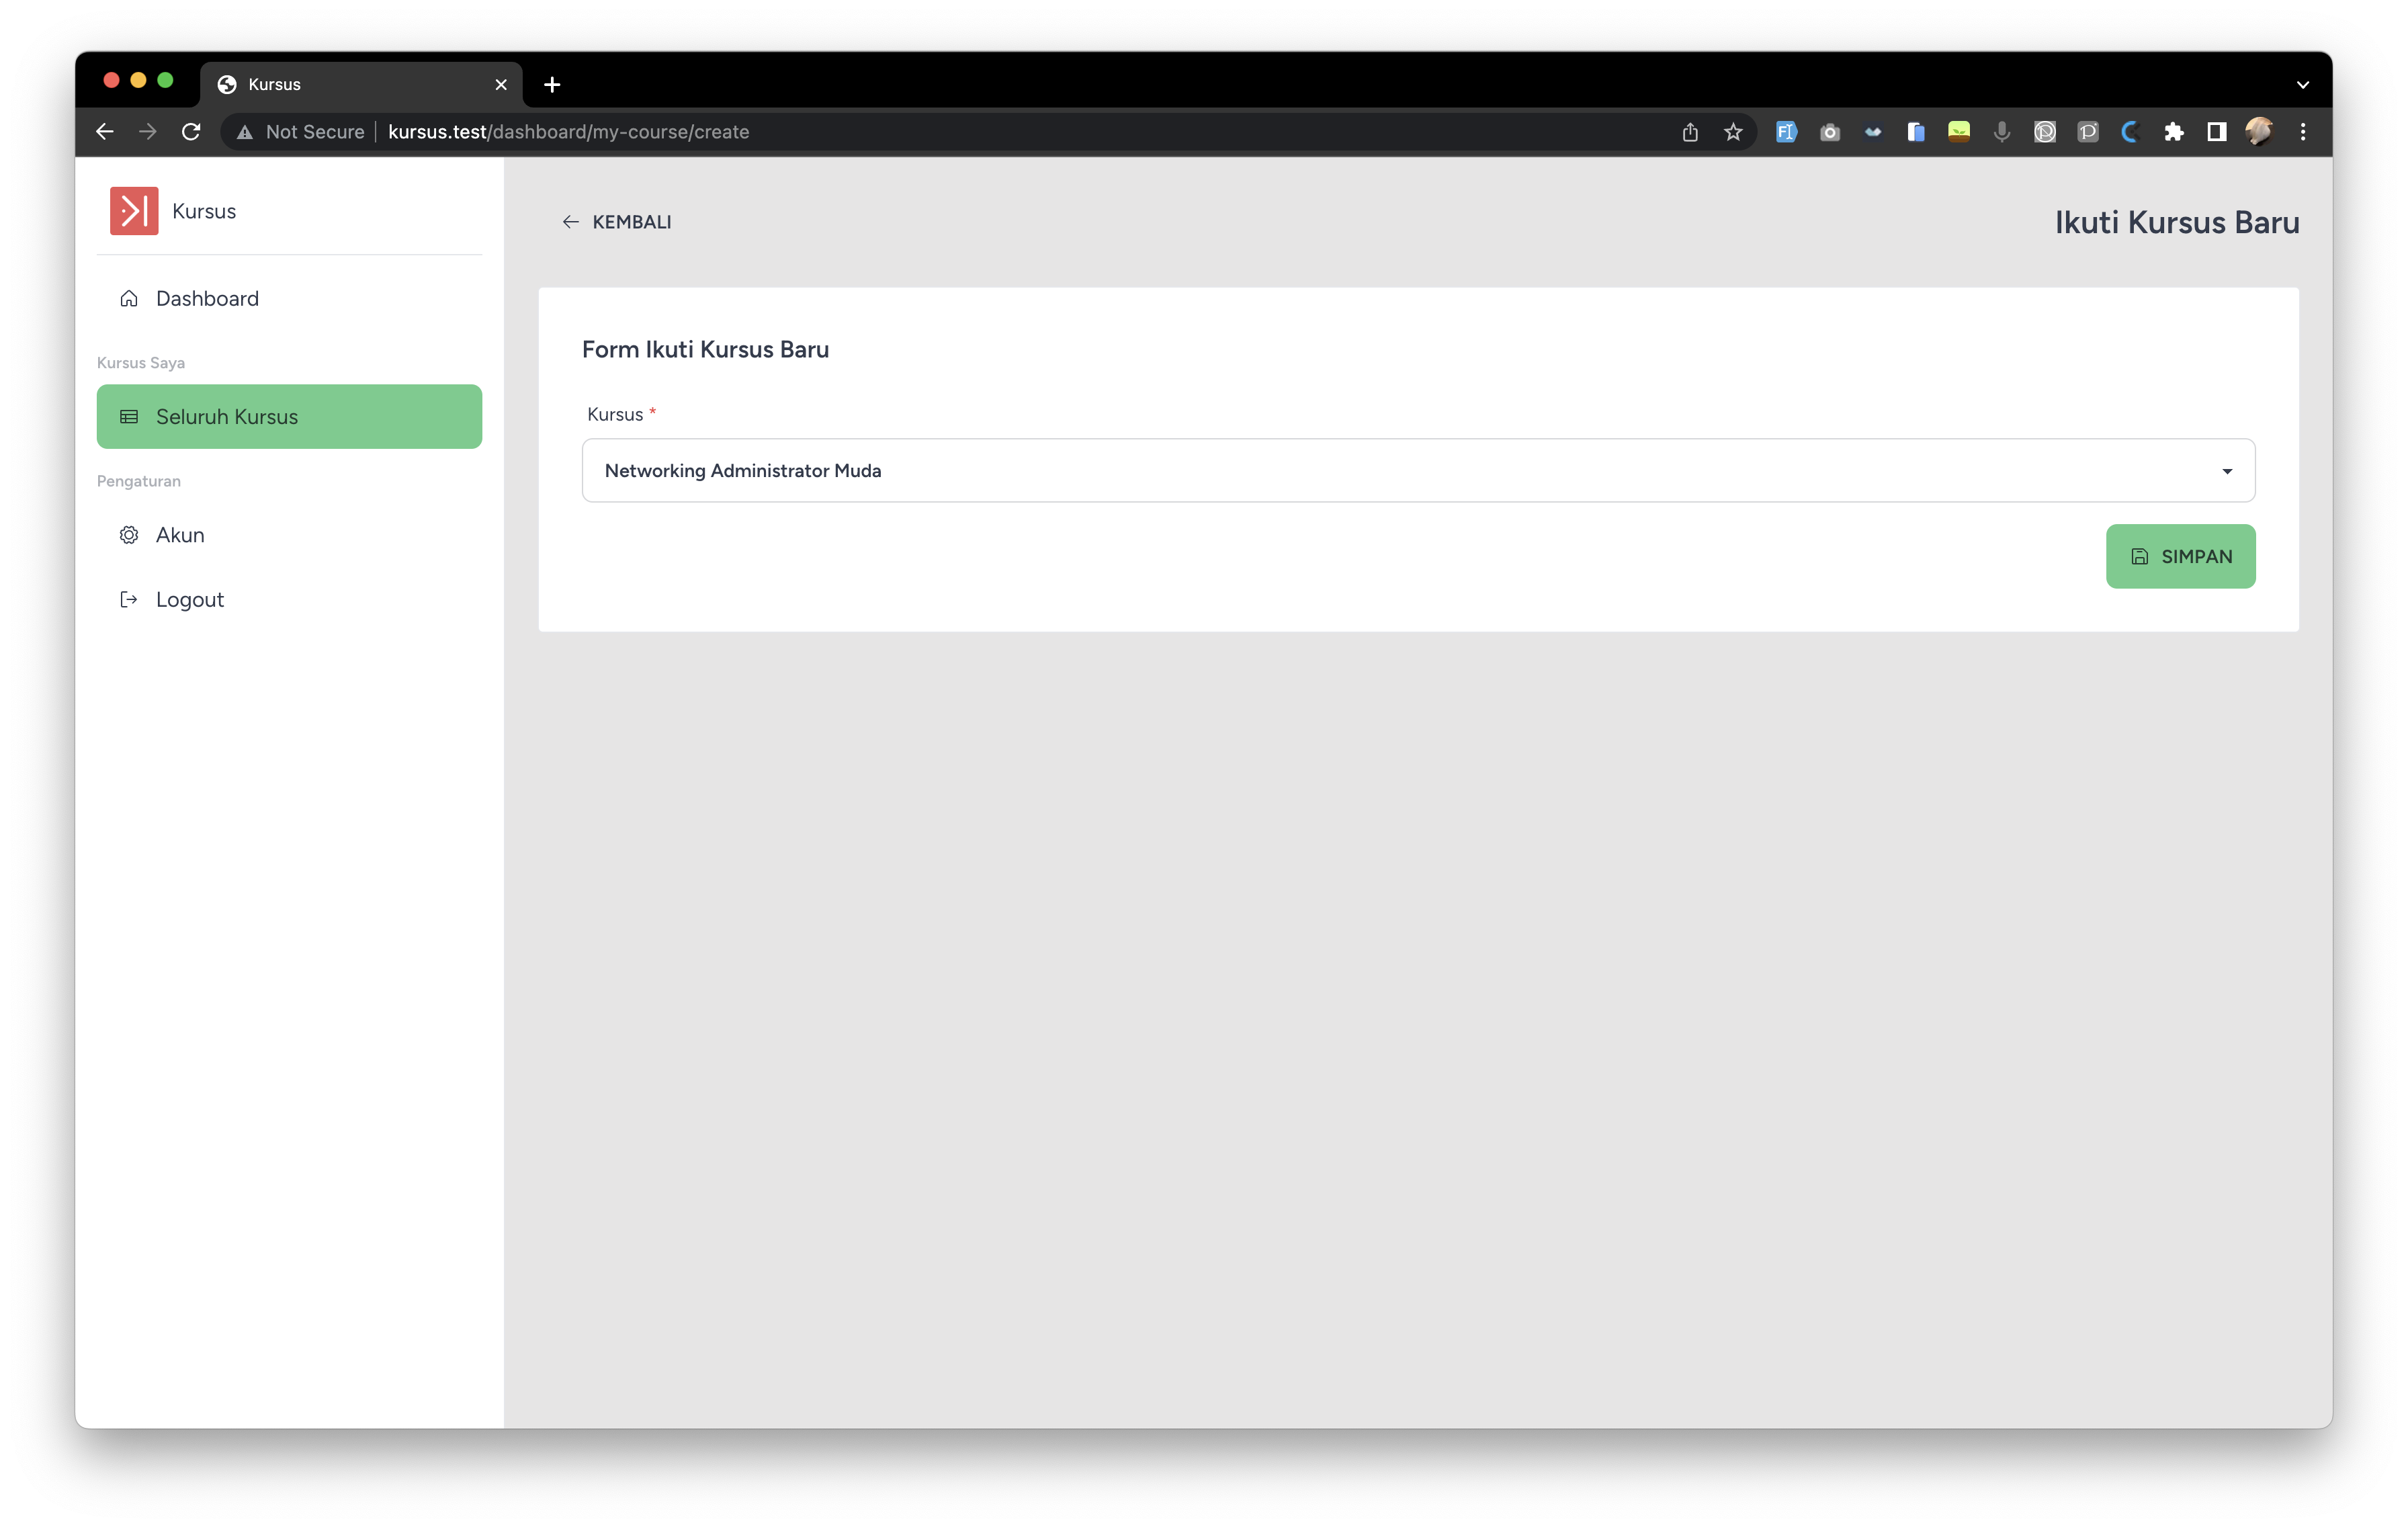 Kursus
Not Secure kursus.test/dashboard/my-course/create
Kursus
Dashboard
Kursus Saya
Seluruh Kursus
Pengaturan
Akun
Logout
KEMBALI
Ikuti Kursus Baru
Form Ikuti Kursus Baru
Kursus *
Networking Administrator Muda
SIMPAN